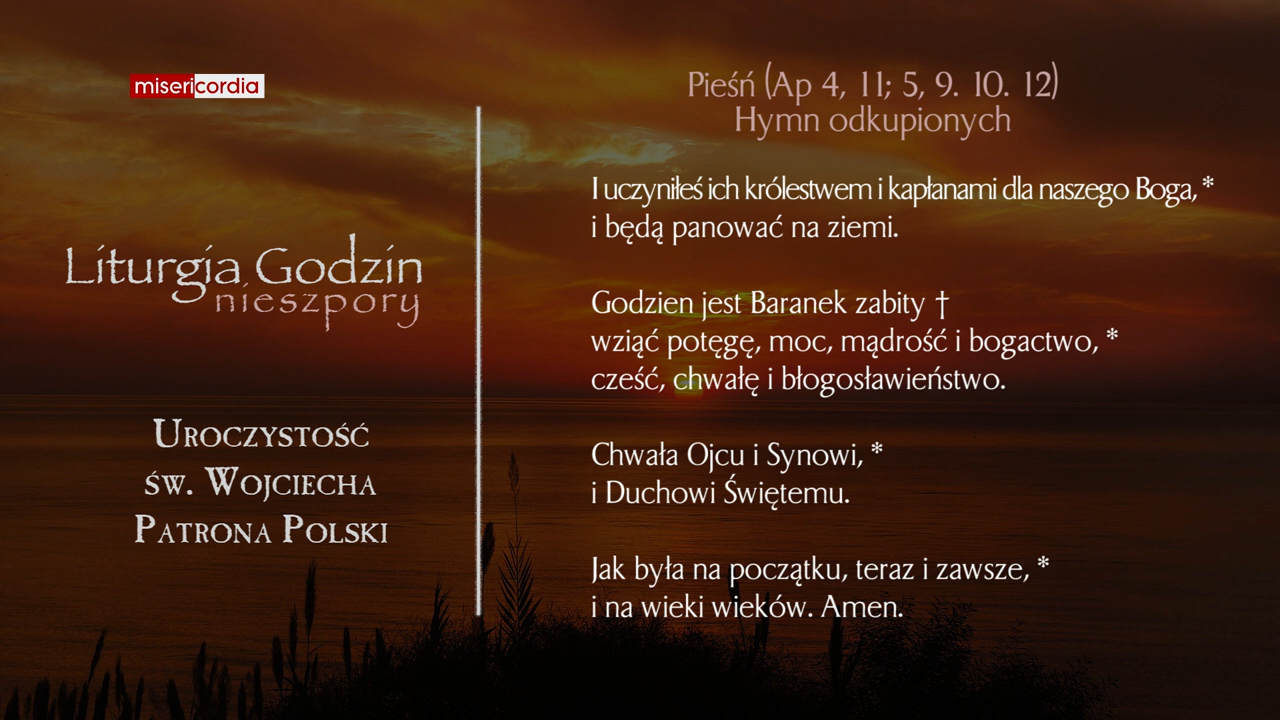 misericordia
Liturgia Godzin
nieszpory
Uroczystość
św. Wojciecha
Patrona Polski
Pieśń (Ap 4, 11; 5, 9. 10. 12)
Hymn odkupionych
I uczyniłeś ich królestwem i kapłanami dla naszego Boga, *
i będą panować na ziemi.
Godzien jest Baranek zabity †
wziąć potęgę, moc, mądrość i bogactwo, *
cześć, chwałę i błogosławieństwo.
Chwała Ojcu i Synowi, *
i Duchowi Świętemu.
Jak była na początku, teraz i zawsze, *
i na wieki wieków. Amen.